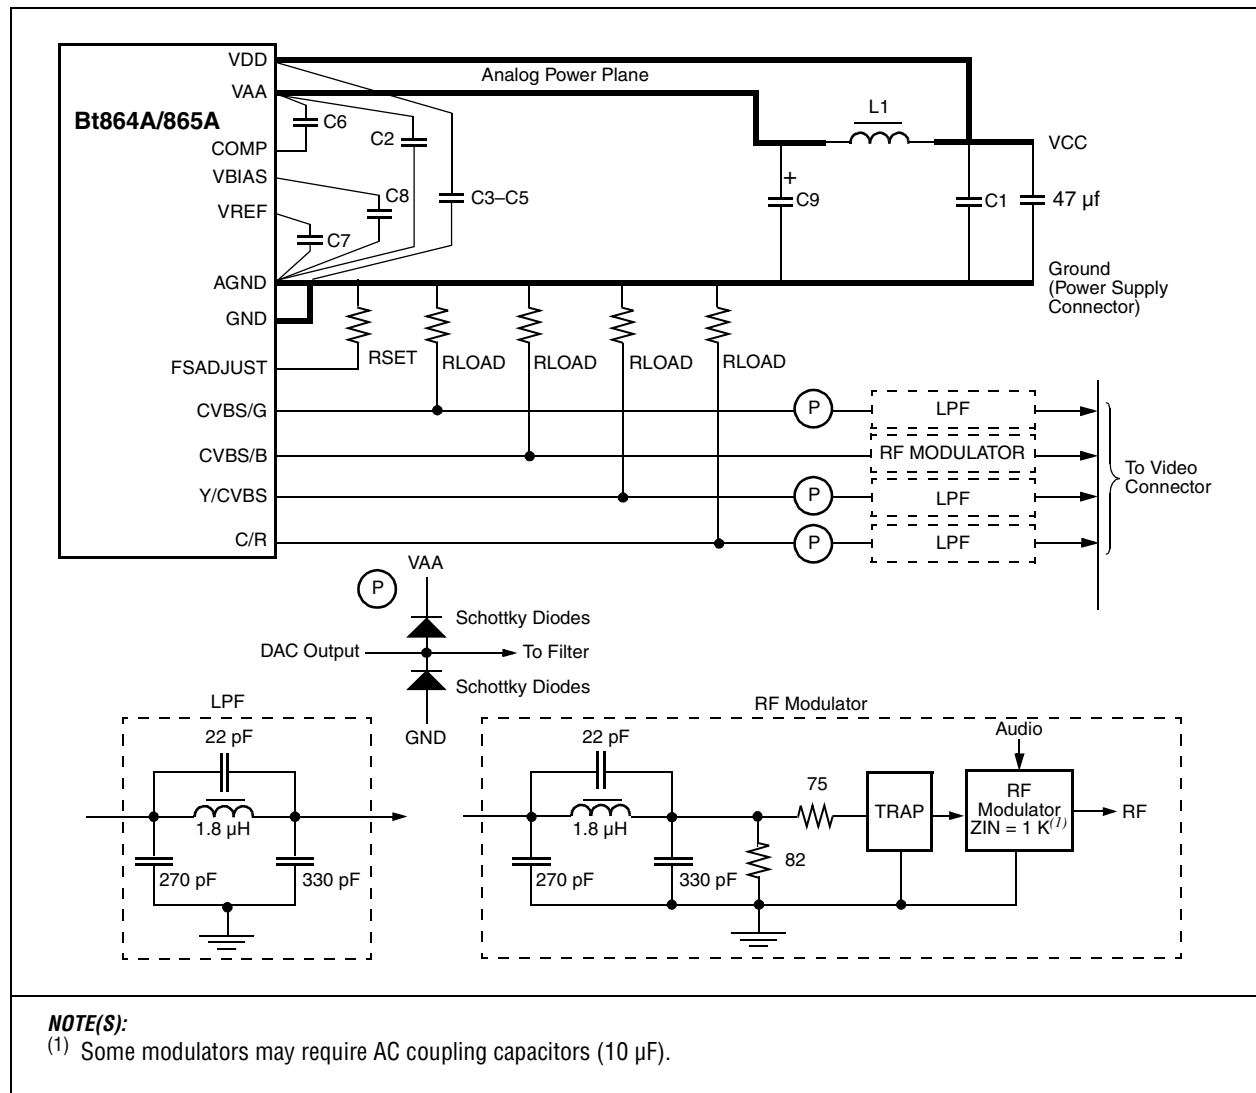 VDD
Analog Power Plane
VAA
Bt864A/865A
C6
C2
L1
COMP
VCC
VBIAS
C8
C3–C5
+
C9
C1
47 µf
VREF
C7
AGND
Ground
(Power Supply
Connector)
GND
RSET
RLOAD
RLOAD
RLOAD
RLOAD
FSADJUST
CVBS/G
P
LPF
CVBS/B
RF MODULATOR
To Video
Connector
Y/CVBS
P
LPF
C/R
P
LPF
P
VAA
Schottky Diodes
DAC Output
To Filter
Schottky Diodes
GND
LPF
22 pF
1.8 µH
270 pF
330 pF
RF Modulator
22 pF
1.8 µH
270 pF
330 pF
75
82
TRAP
Audio
RF
Modulator
ZIN = 1 K(1)
RF
NOTE(S):
(1) Some modulators may require AC coupling capacitors (10 µF).